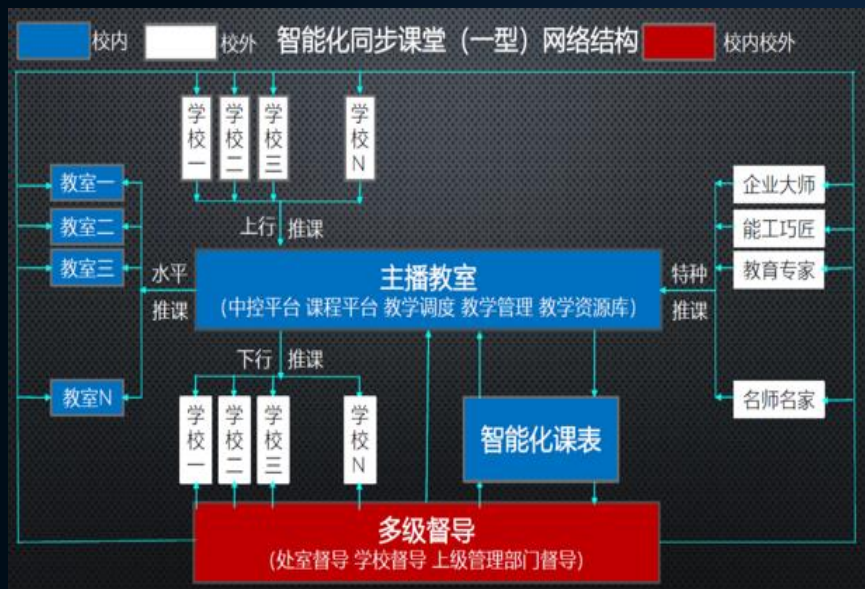 校内
校外
智能化同步课堂（一型）网络结构
校内校外
学校一
学校二
学校三
学校N
教室一
教室二
教室三
教室N
上行 推课
水平
推课
主播教室
（中控平台 课程平台 教学调度 教学管理 教学资源库）
特种
推课
企业大师
能工巧匠
教育专家
名师名家
下行 推课
学校一
学校二
学校三
学校N
智能化课表
多级督导
（处室督导 学校督导 上级管理部门督导）